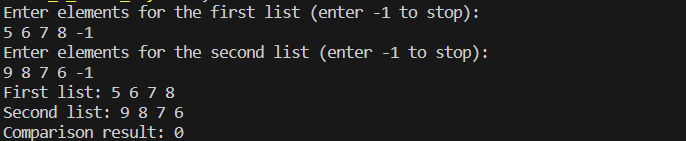 Enter elements for the first list (enter -1 to stop):
5 6 7 8 -1
Enter elements for the second list (enter -1 to stop):
9 8 7 6 -1
First list: 5 6 7 8
Second list: 9 8 7 6
Comparison result: 0